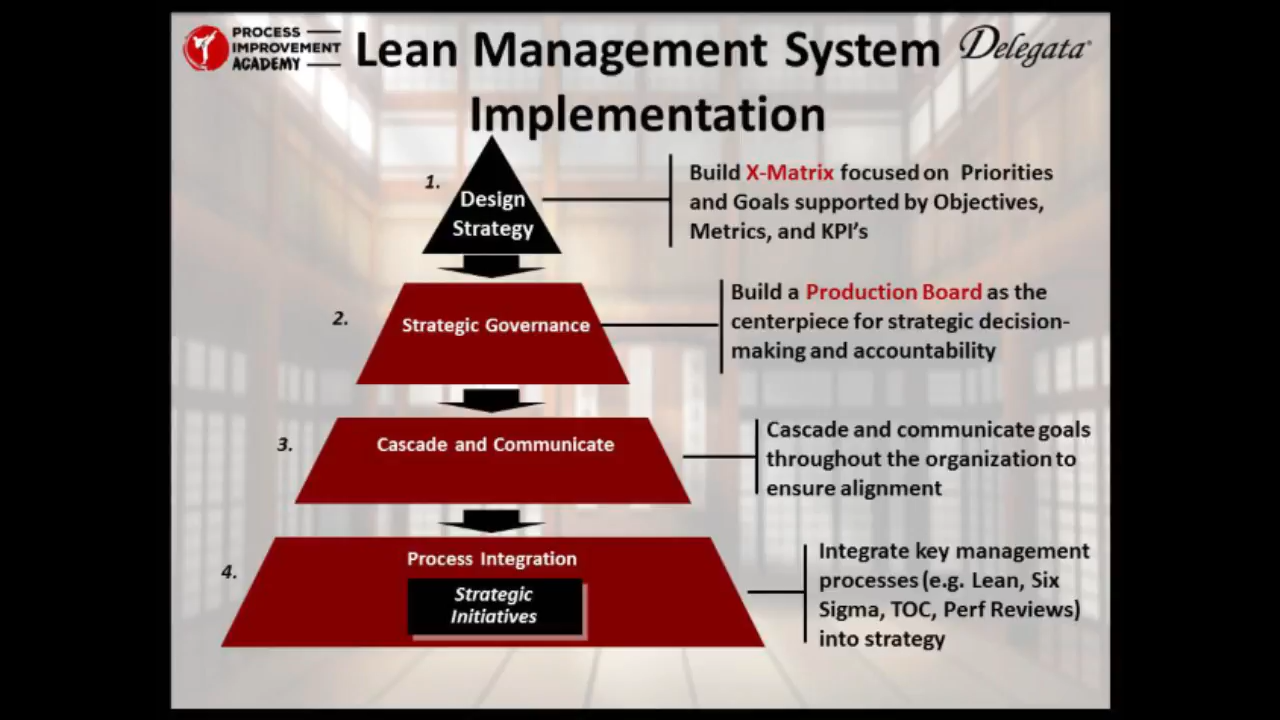 PROCESS
IMPROVEMENT
ACADEMY
Lean Management System
Implementation
Delegata®
1.
Design
Strategy
Build X-Matrix focused on Priorities
and Goals supported by Objectives,
Metrics, and KPI's
2.
Strategic Governance
Build a Production Board as the
centerpiece for strategic decision-
making and accountability
3.
Cascade and Communicate
Cascade and communicate goals
throughout the organization to
ensure alignment
4.
Process Integration
Strategic
Initiatives
Integrate key management
processes (e.g. Lean, Six
Sigma, TOC, Perf Reviews)
into strategy